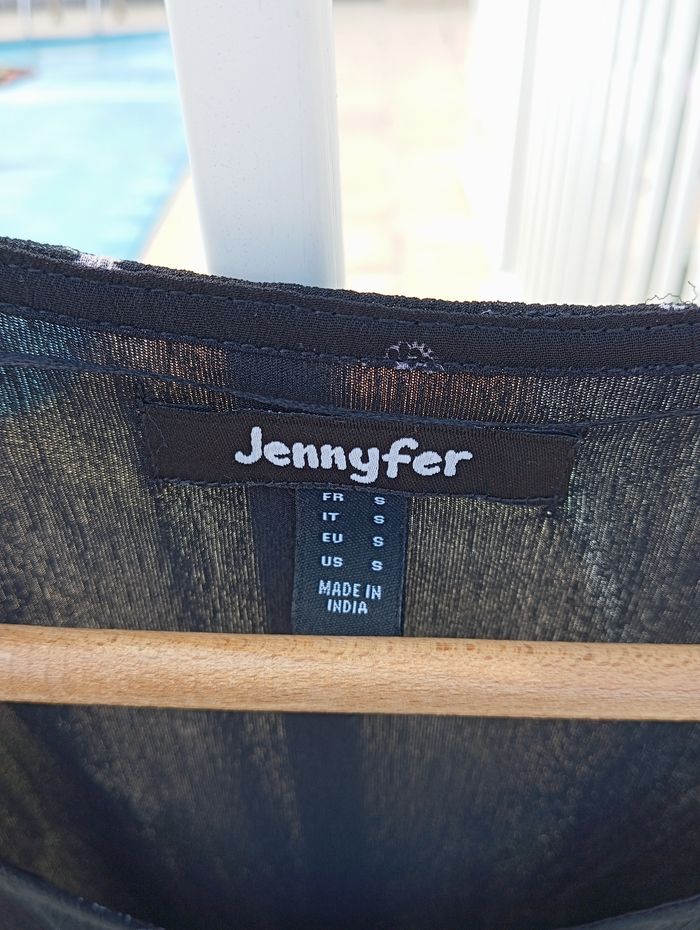 Jennyfer
FR S
IT S
EU S
US S
MADE IN
INDIA